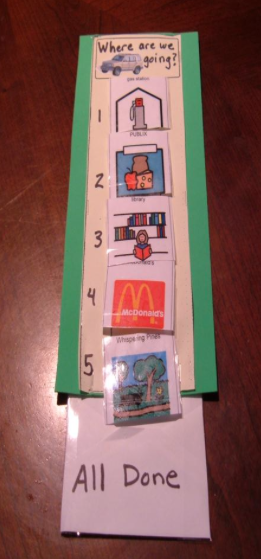 Where are we
going?
gas station
1
PUBLIX
2
library
3
4
McDonald's
Whispering Pines
5
All Done